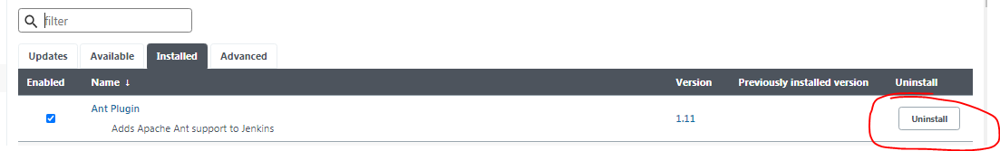 filter
Updates Available Installed Advanced
Enabled Name ↓ Version Previously installed version Uninstall
Ant Plugin 1.11 Uninstall
Adds Apache Ant support to Jenkins